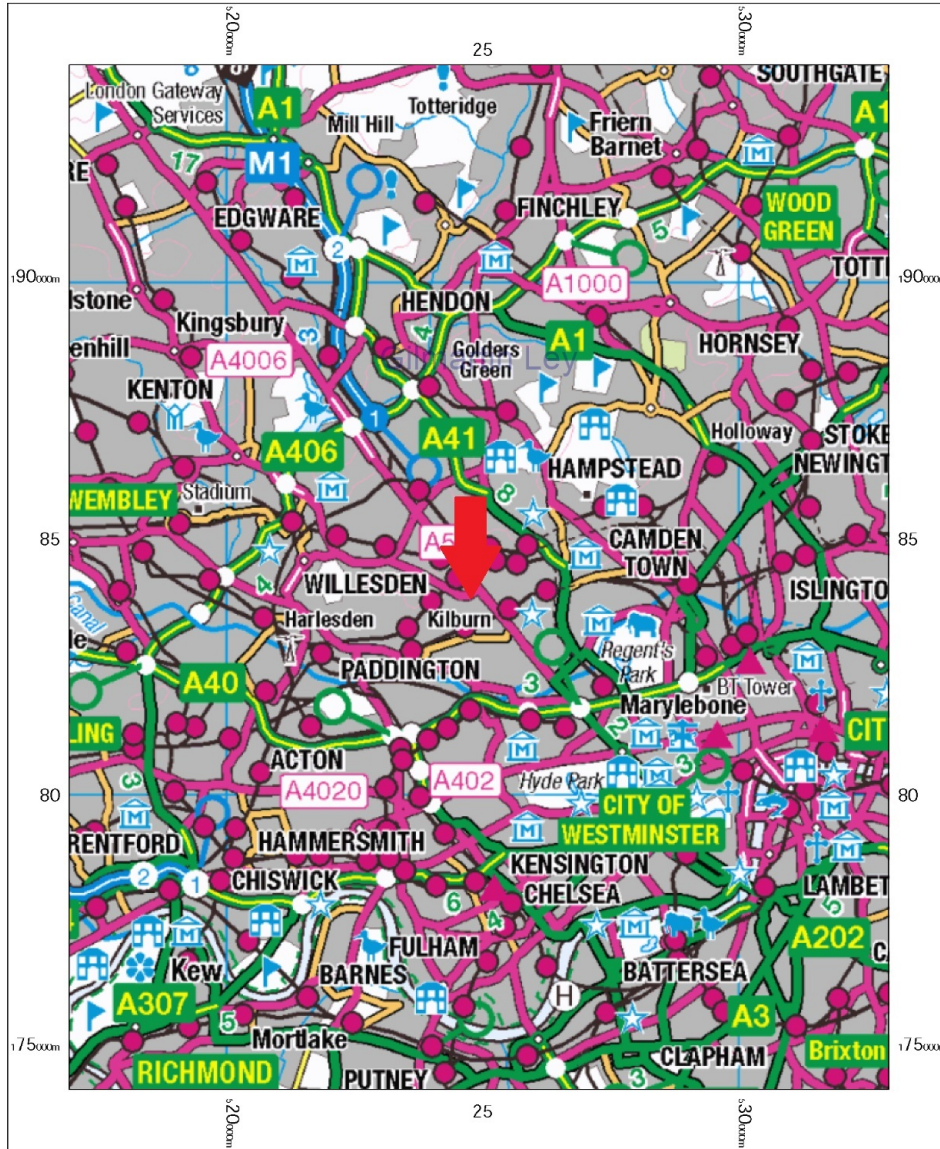 520000m
25
530000m
SOUTHGATE
London Gateway
Services
A1
Totteridge
Mill Hill
Friern
Barnet
A1
17
M1
RE
EDGWARE
FINCHLEY
WOOD
GREEN
5
2
190000m
190000m
A1000
TOTT
dstone
HENDON
Kingsbury
3
4
A1
HORNSEY
enhill
A4006
Golders
Green
KENTON
1
A41
Holloway
STOKE
NEWINGT
A406
HAMPSTEAD
WEMBLEY
Stadium
8
85
85
A5
CAMDEN
TOWN
WILLESDEN
ISLINGTO
4
Canal
Harlesden
Kilburn
Regent's
Park
PADDINGTON
A40
3
BT Tower
Marylebone
LING
2
CIT
ACTON
3
3
A4020
A402
Hyde Park
80
80
CITY OF
WESTMINSTER
RENTFORD
HAMMERSMITH
KENSINGTON
2
1
CHISWICK
CHELSEA
LAMBET
6
4
5
FULHAM
A202
Kew
BARNES
BATTERSEA
H
A307
5
A3
Mortlake
175000m
175000m
CLAPHAM
Brixton
RICHMOND
PUTNEY
3
520000m
25
530000m